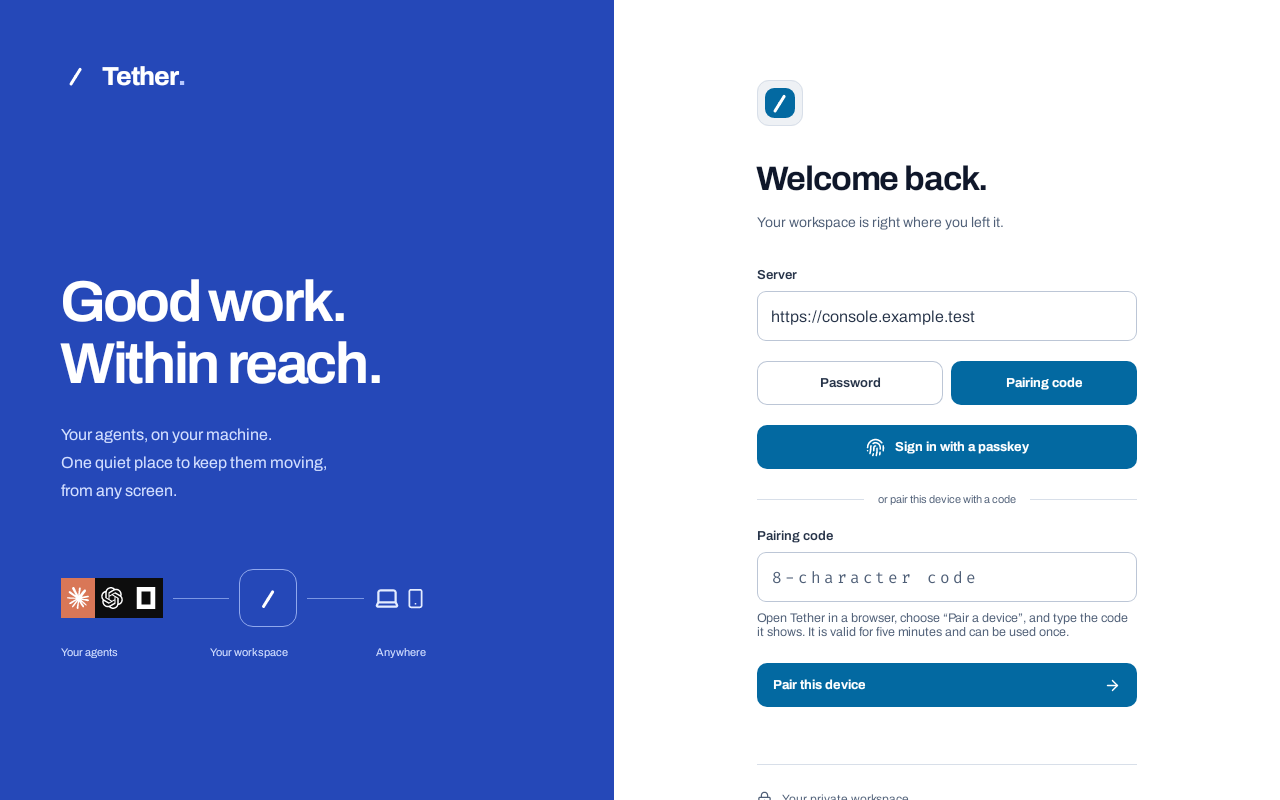 Tether.
Good work.
Within reach.
Your agents, on your machine.
One quiet place to keep them moving,
from any screen.
Your agents
Your workspace
Anywhere
Welcome back.
Your workspace is right where you left it.
Server
https://console.example.test
Password
Pairing code
Sign in with a passkey
or pair this device with a code
Pairing code
8-character code
Open Tether in a browser, choose “Pair a device”, and type the code
it shows. It is valid for five minutes and can be used once.
Pair this device
Your private workspace